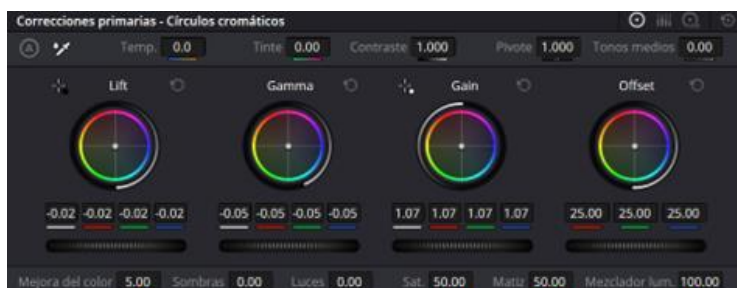 Correcciones primarias - Círculos cromáticos
A Temp. 0.0 Tinte 0.00 Contraste 1.000 Pivote 1.000 Tonos medios 0.00
Lift Gamma Gain Offset
-0.02 -0.02 -0.02 -0.02 -0.05 -0.05 -0.05 -0.05 1.07 1.07 1.07 1.07 25.00 25.00 25.00
Mejora del color 5.00 Sombras 0.00 Luces 0.00 Sat. 50.00 Matiz 50.00 Mezclador lum. 100.00